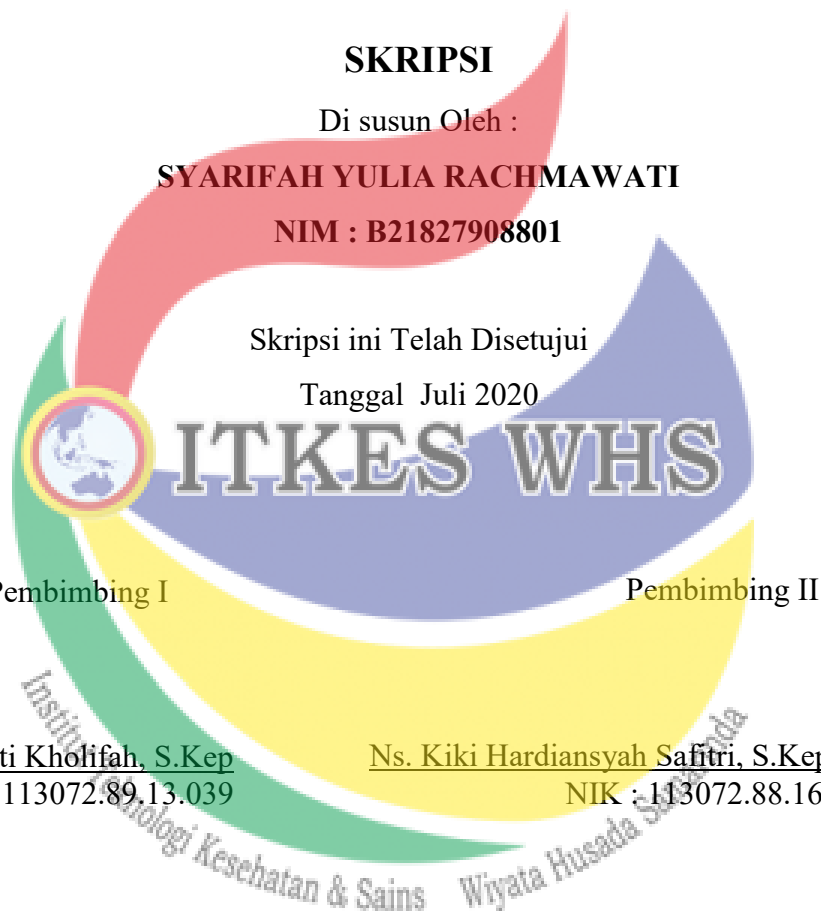 SKRIPSI
Di susun Oleh :
SYARIFAH YULIA RACHMAWATI
NIM : B21827908801
Skripsi ini Telah Disetujui
Tanggal Juli 2020
ITKES WHS
Pembimbing I
Pembimbing II
ti Kholifah, S.Kep
Ns. Kiki Hardiansyah Safitri, S.Kep
113072.89.13.039
NIK : 113072.88.16
Institut Teknologi Kesehatan & Sains Wiyata Husada Samarinda